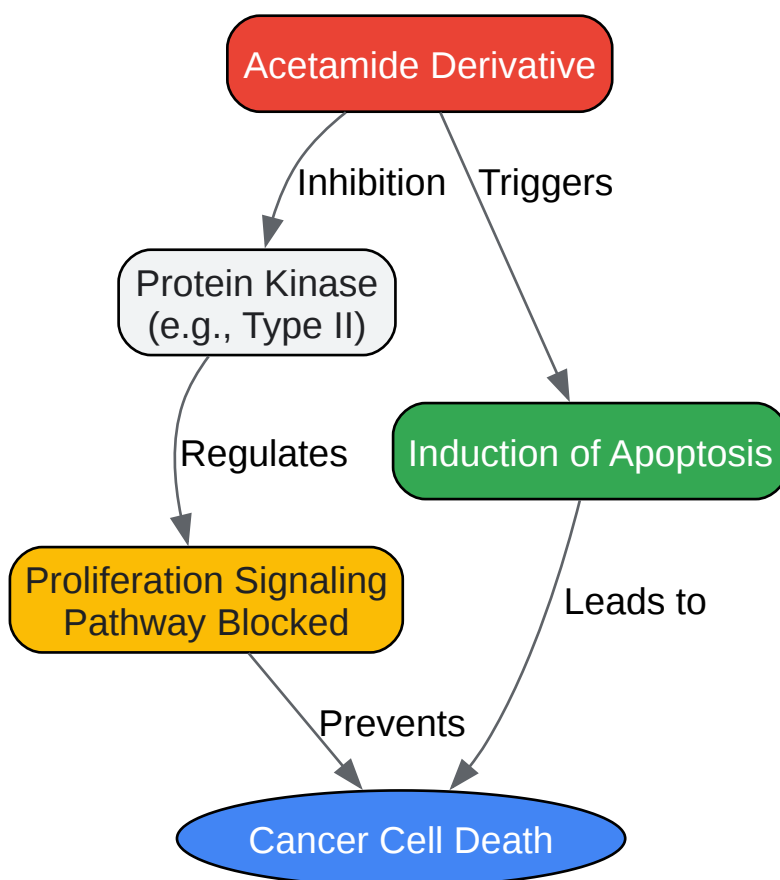 Acetamide Derivative
Inhibition
Triggers
Protein Kinase
(e.g., Type II)
Regulates
Induction of Apoptosis
Proliferation Signaling
Pathway Blocked
Leads to
Prevents
Cancer Cell Death